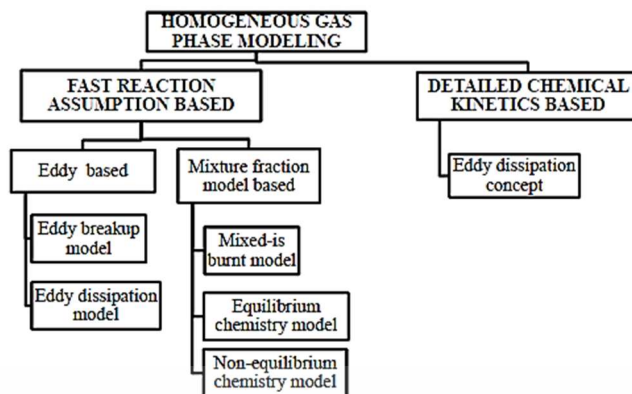 HOMOGENEOUS GAS
PHASE MODELING
FAST REACTION
ASSUMPTION BASED
DETAILED CHEMICAL
KINETICS BASED
Eddy based
Mixture fraction
model based
Eddy dissipation
concept
Eddy breakup
model
Mixed-is
burnt model
Eddy dissipation
model
Equilibrium
chemistry model
Non-equilibrium
chemistry model